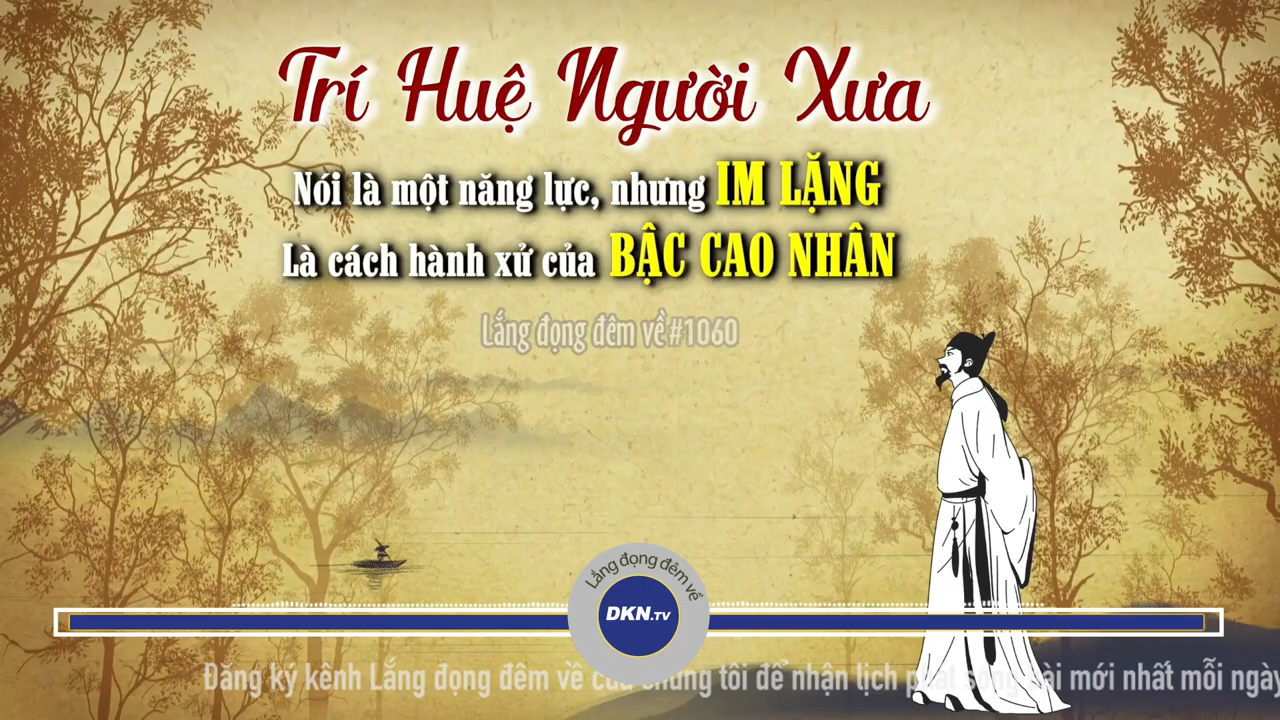 Trí Huệ Người Xưa
Nói là một năng lực, nhưng IM LẶNG
Là cách hành xử của BẬC CAO NHÂN
Lắng đọng đêm về #1060
Lắng đọng đêm về
DKN.TV
Đăng ký kênh Lắng đọng đêm về của chúng tôi để nhận lịch phát sóng bài mới nhất mỗi ngày